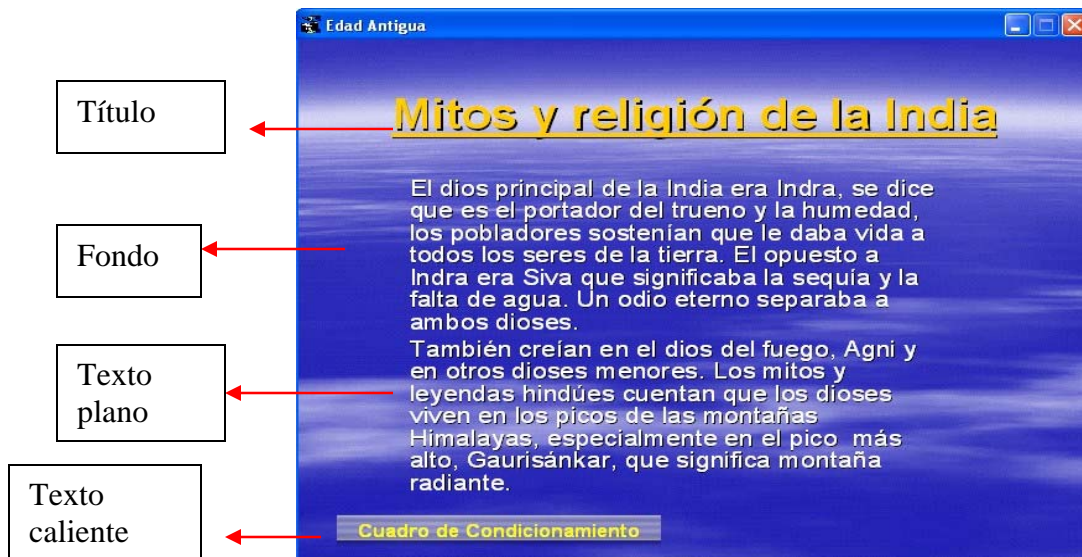 Edad Antigua
Título
Mitos y religión de la India
Fondo
El dios principal de la India era Indra, se dice
que es el portador del trueno y la humedad,
los pobladores sostenían que le daba vida a
todos los seres de la tierra. El opuesto a
Indra era Siva que significaba la sequía y la
falta de agua. Un odio eterno separaba a
ambos dioses.
Texto
plano
También creían en el dios del fuego, Agni y
en otros dioses menores. Los mitos y
leyendas hindúes cuentan que los dioses
viven en los picos de las montañas
Himalayas, especialmente en el pico más
alto, Gaurisánkar, que significa montaña
radiante.
Texto
caliente
Cuadro de Condicionamiento